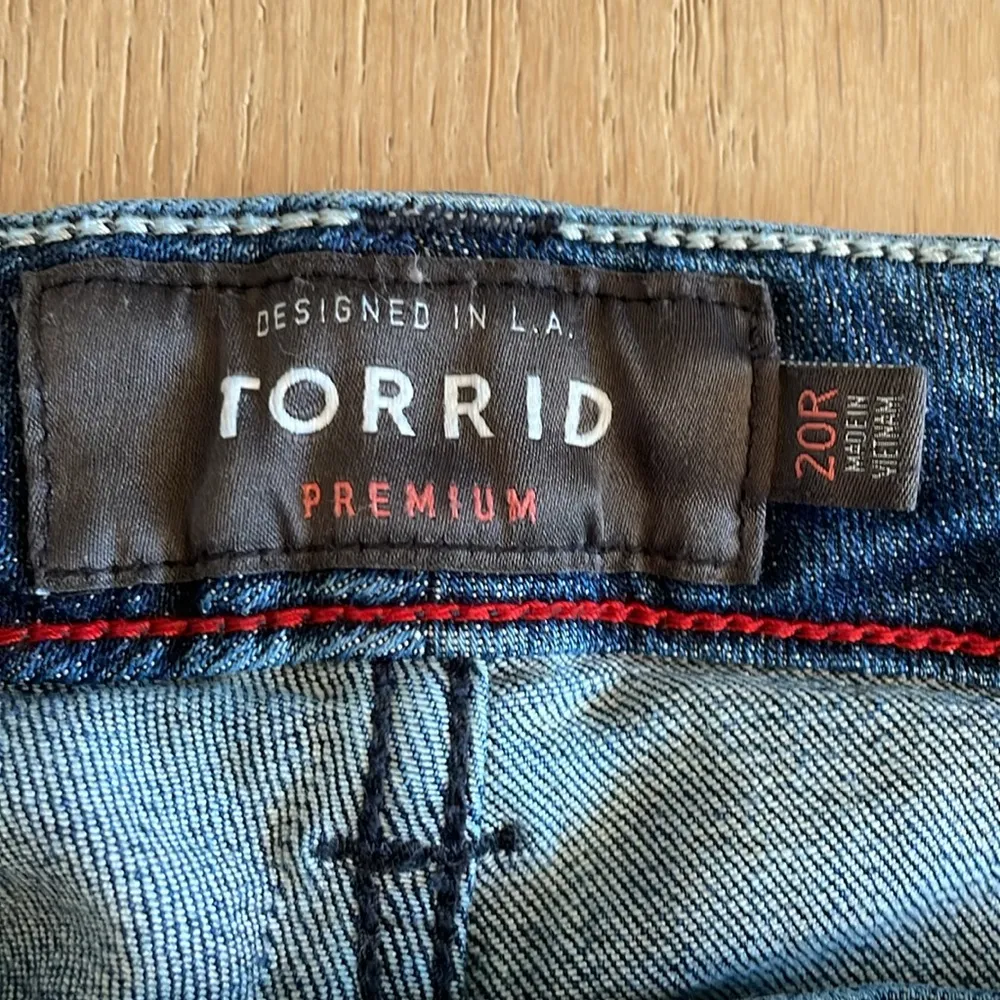 DESIGNED IN L.A.
TORRID
PREMIUM
20R
MADE IN
VIETNAM